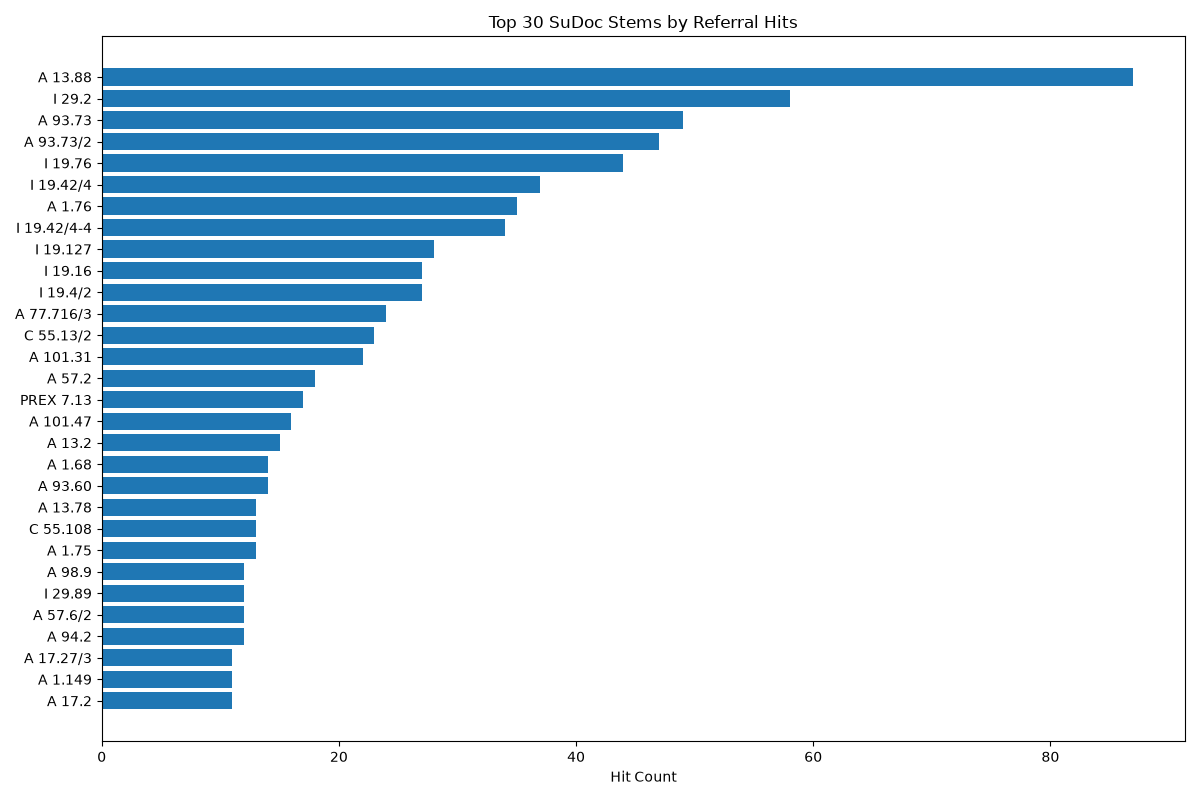 Top 30 SuDoc Stems by Referral Hits
A 13.88
I 29.2
A 93.73
A 93.73/2
I 19.76
I 19.42/4
A 1.76
I 19.42/4-4
I 19.127
I 19.16
I 19.4/2
A 77.716/3
C 55.13/2
A 101.31
A 57.2
PREX 7.13
A 101.47
A 13.2
A 1.68
A 93.60
A 13.78
C 55.108
A 1.75
A 98.9
I 29.89
A 57.6/2
A 94.2
A 17.27/3
A 1.149
A 17.2
0 20 40 60 80
Hit Count